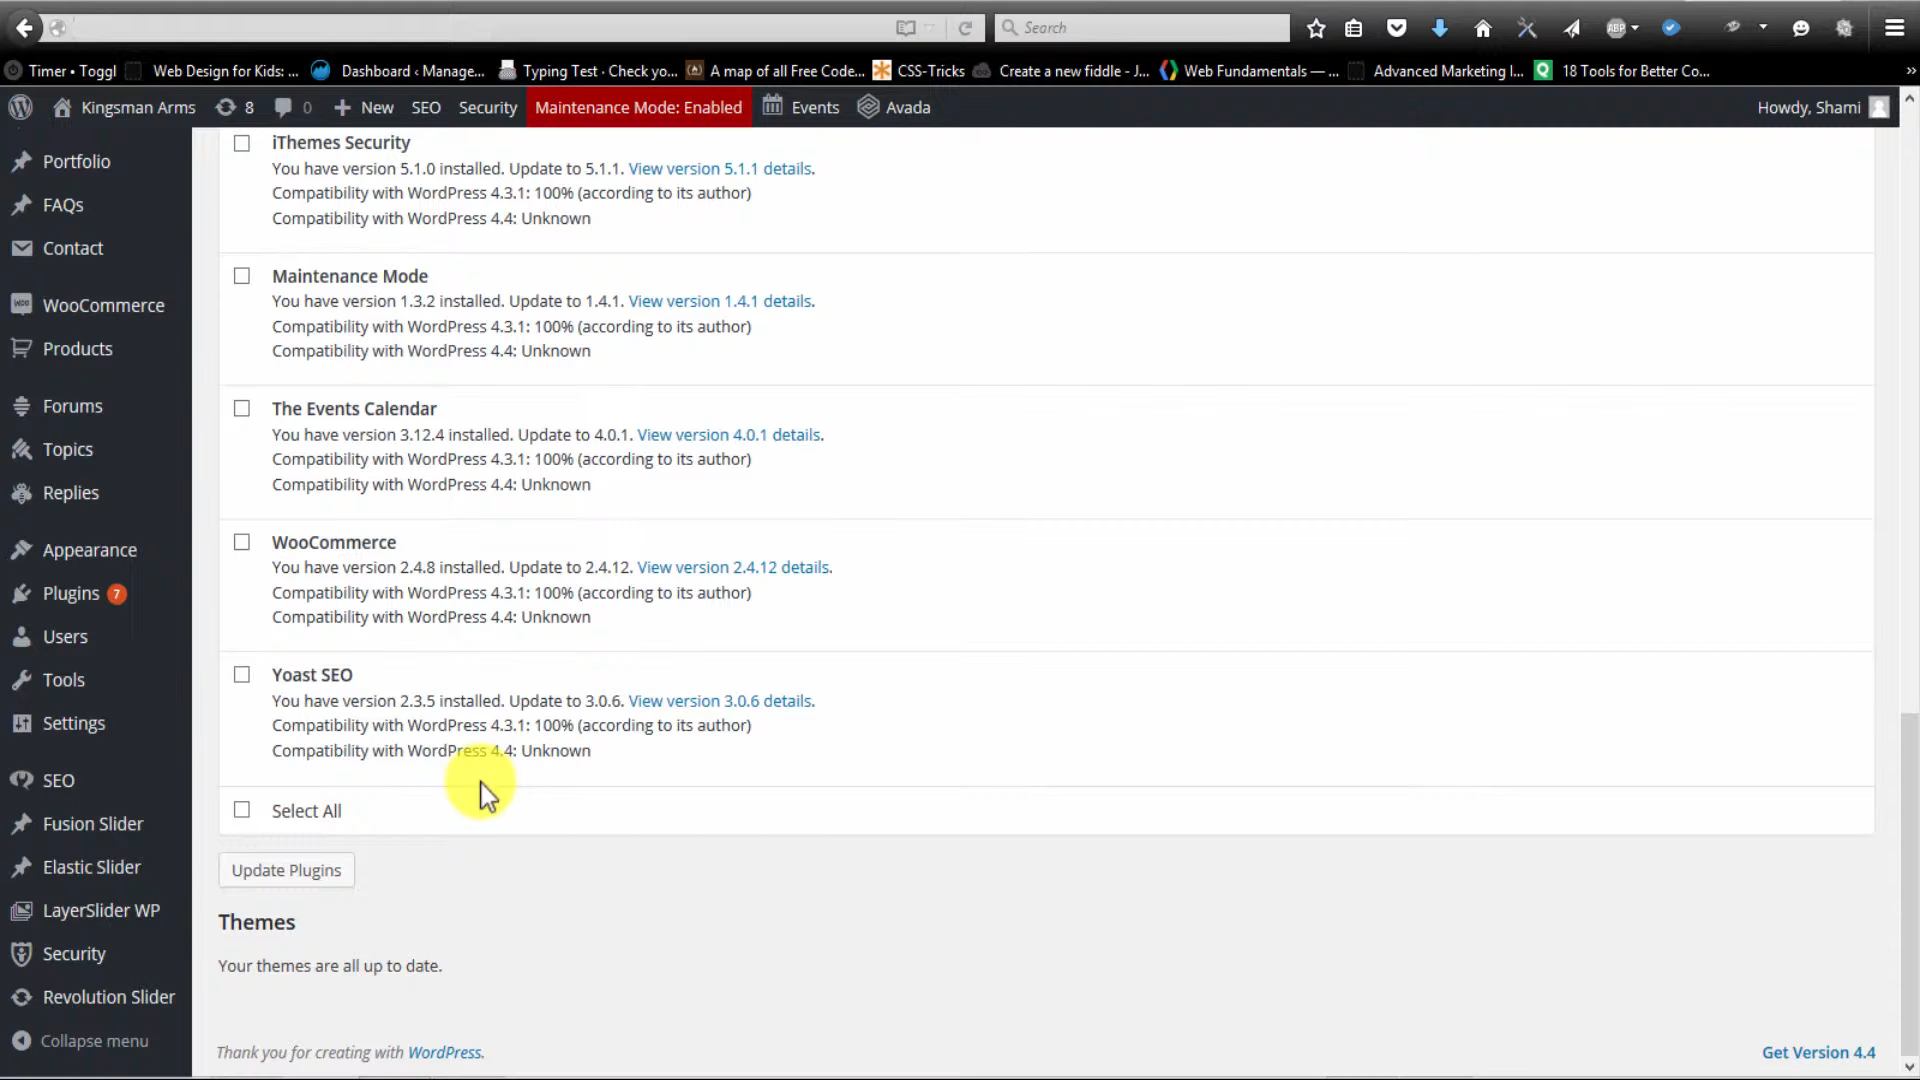 Search
Timer • Toggl
Web Design for Kids: ...
Dashboard ‹ Manage...
Typing Test · Check yo...
A map of all Free Code...
CSS-Tricks
Create a new fiddle - J...
Web Fundamentals — ...
Advanced Marketing I...
18 Tools for Better Co...
»
Kingsman Arms
8
0
New
SEO
Security
Maintenance Mode: Enabled
Events
Avada
Howdy, Shami
Portfolio
FAQs
Contact
WooCommerce
Products
Forums
Topics
Replies
Appearance
Plugins 7
Users
Tools
Settings
SEO
Fusion Slider
Elastic Slider
LayerSlider WP
Security
Revolution Slider
Collapse menu
iThemes Security
You have version 5.1.0 installed. Update to 5.1.1. View version 5.1.1 details.
Compatibility with WordPress 4.3.1: 100% (according to its author)
Compatibility with WordPress 4.4: Unknown
Maintenance Mode
You have version 1.3.2 installed. Update to 1.4.1. View version 1.4.1 details.
Compatibility with WordPress 4.3.1: 100% (according to its author)
Compatibility with WordPress 4.4: Unknown
The Events Calendar
You have version 3.12.4 installed. Update to 4.0.1. View version 4.0.1 details.
Compatibility with WordPress 4.3.1: 100% (according to its author)
Compatibility with WordPress 4.4: Unknown
WooCommerce
You have version 2.4.8 installed. Update to 2.4.12. View version 2.4.12 details.
Compatibility with WordPress 4.3.1: 100% (according to its author)
Compatibility with WordPress 4.4: Unknown
Yoast SEO
You have version 2.3.5 installed. Update to 3.0.6. View version 3.0.6 details.
Compatibility with WordPress 4.3.1: 100% (according to its author)
Compatibility with WordPress 4.4: Unknown
Select All
Update Plugins
Themes
Your themes are all up to date.
Thank you for creating with WordPress.
Get Version 4.4